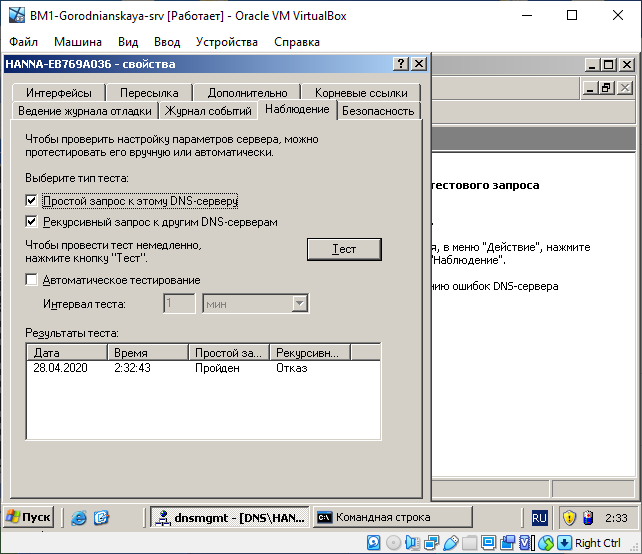 BM1-Gorodnianskaya-srv [Работает] - Oracle VM VirtualBox
Файл Машина Вид Ввод Устройства Справка
HANNA-EB769A036 - свойства
Интерфейсы Пересылка Дополнительно Корневые ссылки
Ведение журнала отладки Журнал событий Наблюдение Безопасность
Чтобы проверить настройку параметров сервера, можно
протестировать его вручную или автоматически.
Выберите тип теста:
Простой запрос к этому DNS-серверу
Рекурсивный запрос к другим DNS-серверам
Чтобы провести тест немедленно,
нажмите кнопку "Тест".
Тест
Автоматическое тестирование
Интервал теста: 1 мин
Результаты теста:
Дата Время Простой за... Рекурсивн...
28.04.2020 2:32:43 Пройден Отказ
тестового запроса
я, в меню "Действие", нажмите
"Наблюдение".
нию ошибок DNS-сервера
Пуск dnsmgmt - [DNS\HAN... Командная строка RU 2:33
Right Ctrl